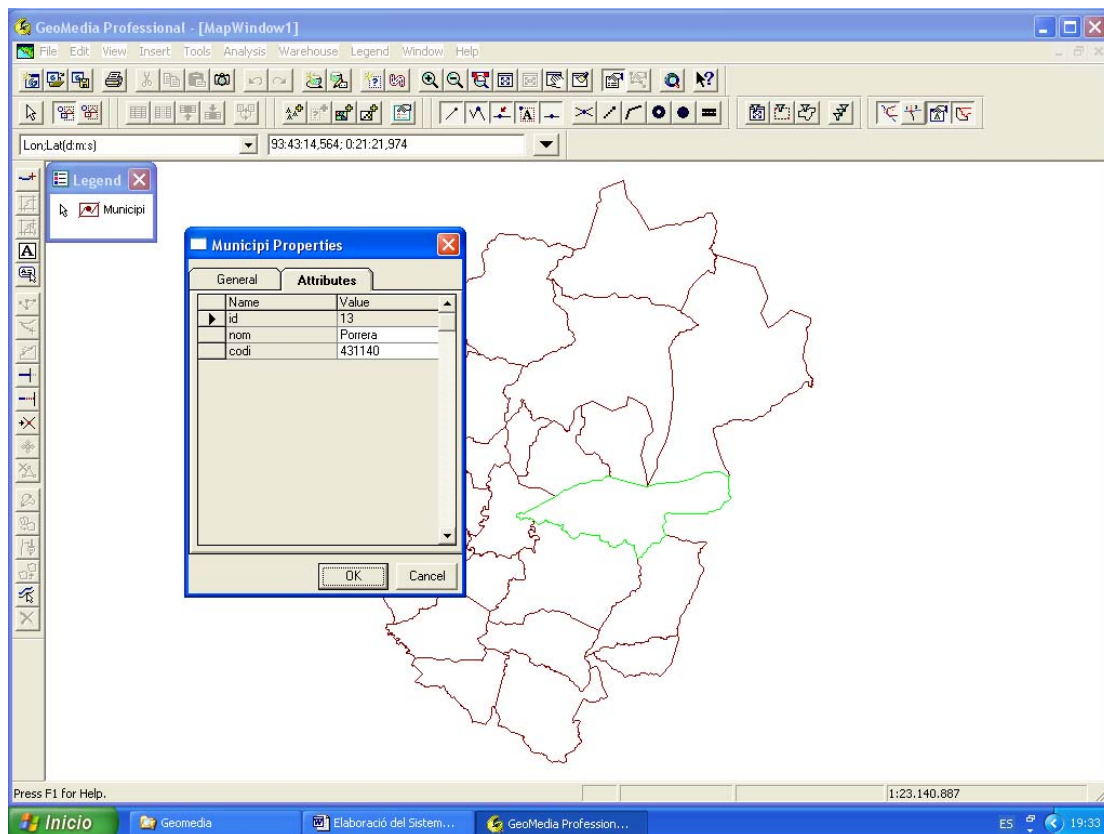 GeoMedia Professional - [MapWindow1]
File Edit View Insert Tools Analysis Warehouse Legend Window Help
Lon;Lat(d:m:s) 93:43:14,564; 0:21:21,974
Legend
Municipi
Municipi Properties
General Attributes
Name Value
id 13
nom Porrera
codi 431140
OK Cancel
Press F1 for Help. 1:23.140.887
Inicio Geomedia Elaboració del Sistem... GeoMedia Profession... ES 19:33